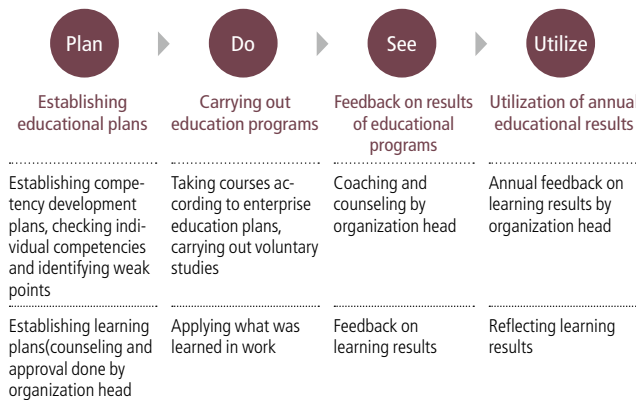 Plan
Do
See
Utilize
Establishing
educational plans
Carrying out
education programs
Feedback on results
of educational
programs
Utilization of annual
educational results
Establishing compe-
tency development
plans, checking indi-
vidual competencies
and identifying weak
points
Taking courses ac-
cording to enterprise
education plans,
carrying out voluntary
studies
Coaching and
counseling by
organization head
Annual feedback on
learning results by
organization head
Establishing learning
plans(counseling and
approval done by
organization head
Applying what was
learned in work
Feedback on
learning results
Reflecting learning
results